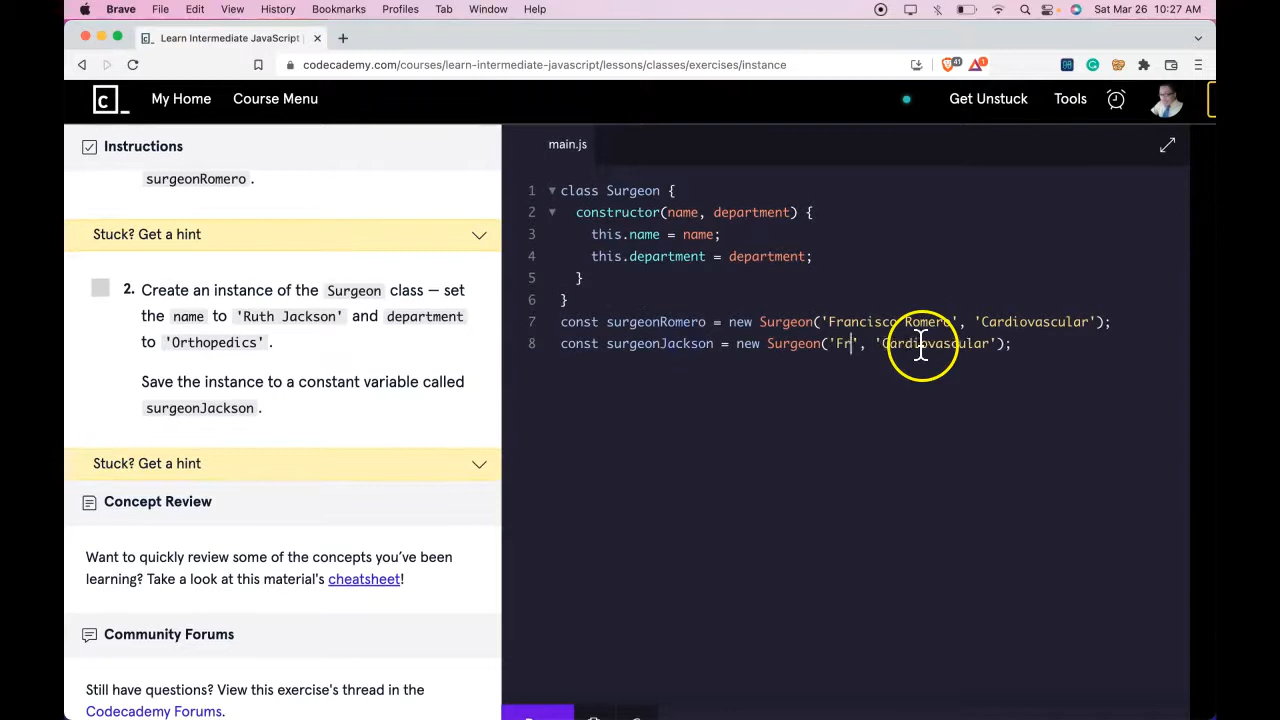 Brave File Edit View History Bookmarks Profiles Tab Window Help Sat Mar 26 10:27 AM
Learn Intermediate JavaScript
codecademy.com/courses/learn-intermediate-javascript/lessons/classes/exercises/instance
41 1
c_ My Home Course Menu Get Unstuck Tools
Instructions
surgeonRomero .
Stuck? Get a hint
2. Create an instance of the Surgeon class — set
the name to 'Ruth Jackson' and department
to 'Orthopedics' .
Save the instance to a constant variable called
surgeonJackson .
Stuck? Get a hint
Concept Review
Want to quickly review some of the concepts you've been
learning? Take a look at this material's cheatsheet!
Community Forums
Still have questions? View this exercise's thread in the
Codecademy Forums.
main.js
1 class Surgeon {
2 constructor(name, department) {
3 this.name = name;
4 this.department = department;
5 }
6 }
7 const surgeonRomero = new Surgeon('Francisco Romero', 'Cardiovascular');
8 const surgeonJackson = new Surgeon('Fr', 'Cardiovascular');